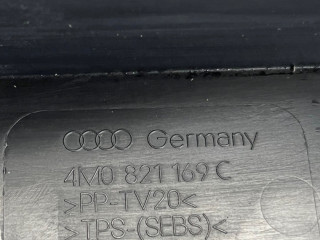 Germany
4M0 821 169 C
>PP-TV20<
>TPS-(SEBS)<